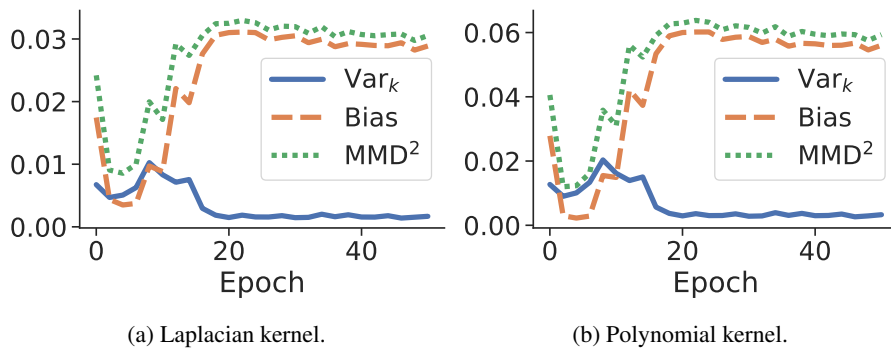 0.03
0.02
0.01
0.00
0
20
40
Epoch
Var_k
Bias
MMD²
(a) Laplacian kernel.
0.06
0.04
0.02
0.00
0
20
40
Epoch
Var_k
Bias
MMD²
(b) Polynomial kernel.